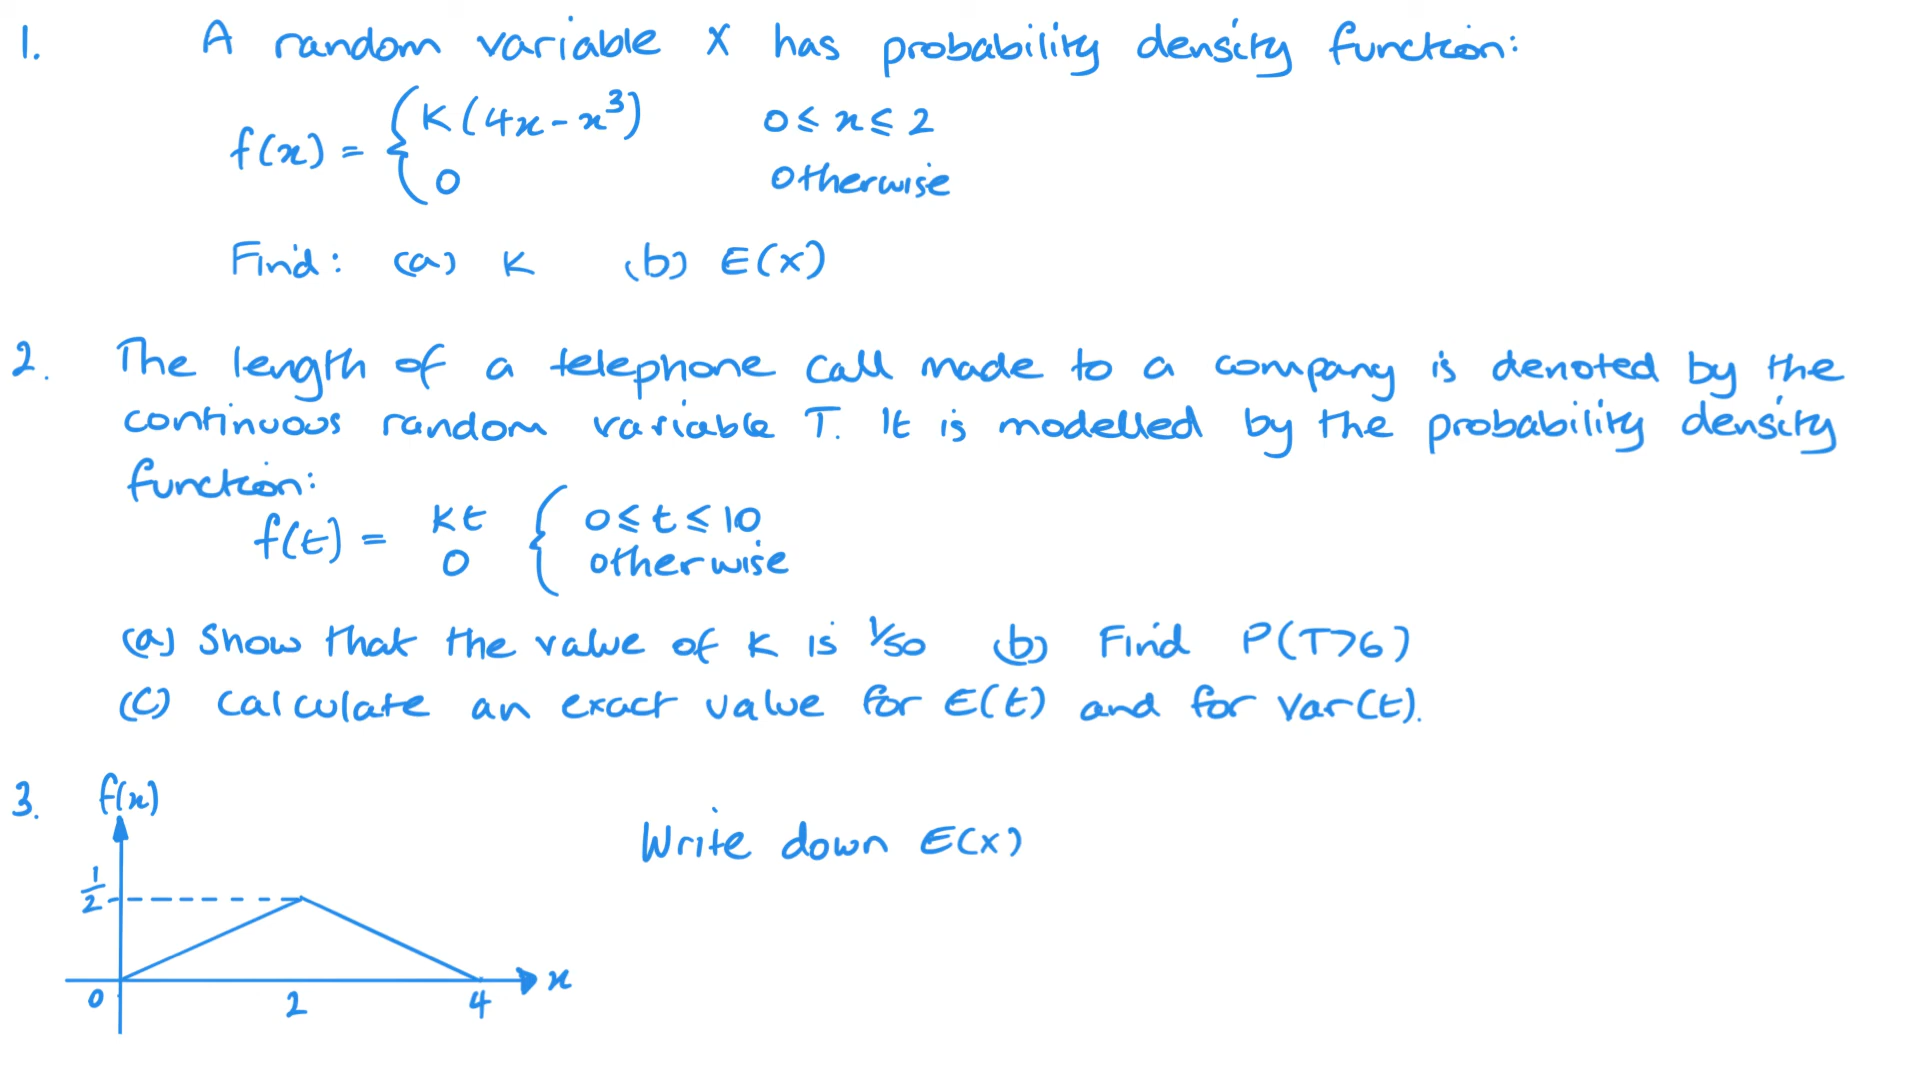 1. A random variable X has probability density function:
f(x) = { k(4x - x³) 0 ≤ x ≤ 2
0 otherwise
Find: (a) k (b) E(x)
2. The length of a telephone call made to a company is denoted by the
continuous random variable T. It is modelled by the probability density
function:
f(t) = kt { 0 ≤ t ≤ 10
0 otherwise
(a) Show that the value of k is 1/50 (b) Find P(T>6)
(c) Calculate an exact value for E(t) and for Var(t).
3. f(x)
Write down E(x)
1/2
x
0 2 4